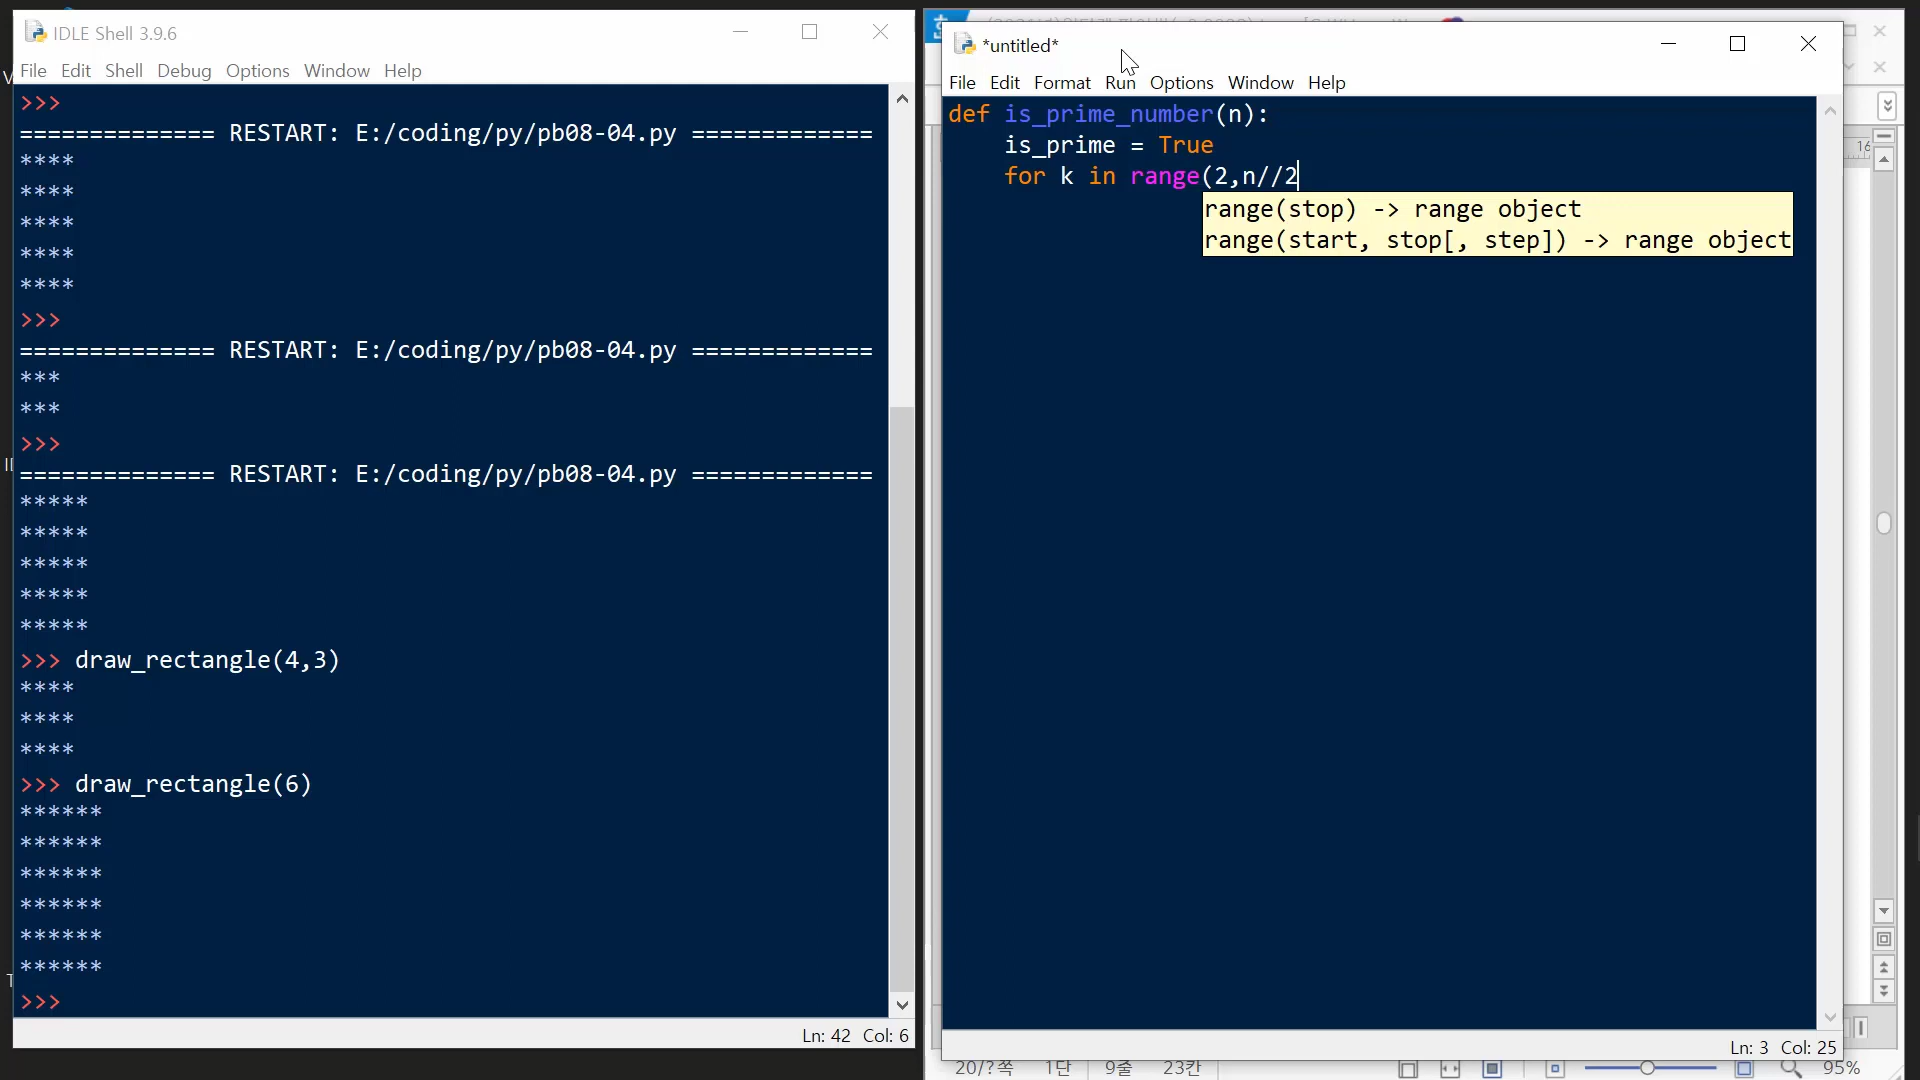 IDLE Shell 3.9.6
File Edit Shell Debug Options Window Help
>>>
============== RESTART: E:/coding/py/pb08-04.py =============
****
****
****
****
****
>>>
============== RESTART: E:/coding/py/pb08-04.py =============
***
***
>>>
============== RESTART: E:/coding/py/pb08-04.py =============
*****
*****
*****
*****
*****
>>> draw_rectangle(4,3)
****
****
****
>>> draw_rectangle(6)
******
******
******
******
******
******
>>>
Ln: 42 Col: 6
*untitled*
File Edit Format Run Options Window Help
def is_prime_number(n):
    is_prime = True
    for k in range(2,n//2
range(stop) -> range object
range(start, stop[, step]) -> range object
Ln: 3 Col: 25
16
20/?쪽 1단 9줄 23칸 95%